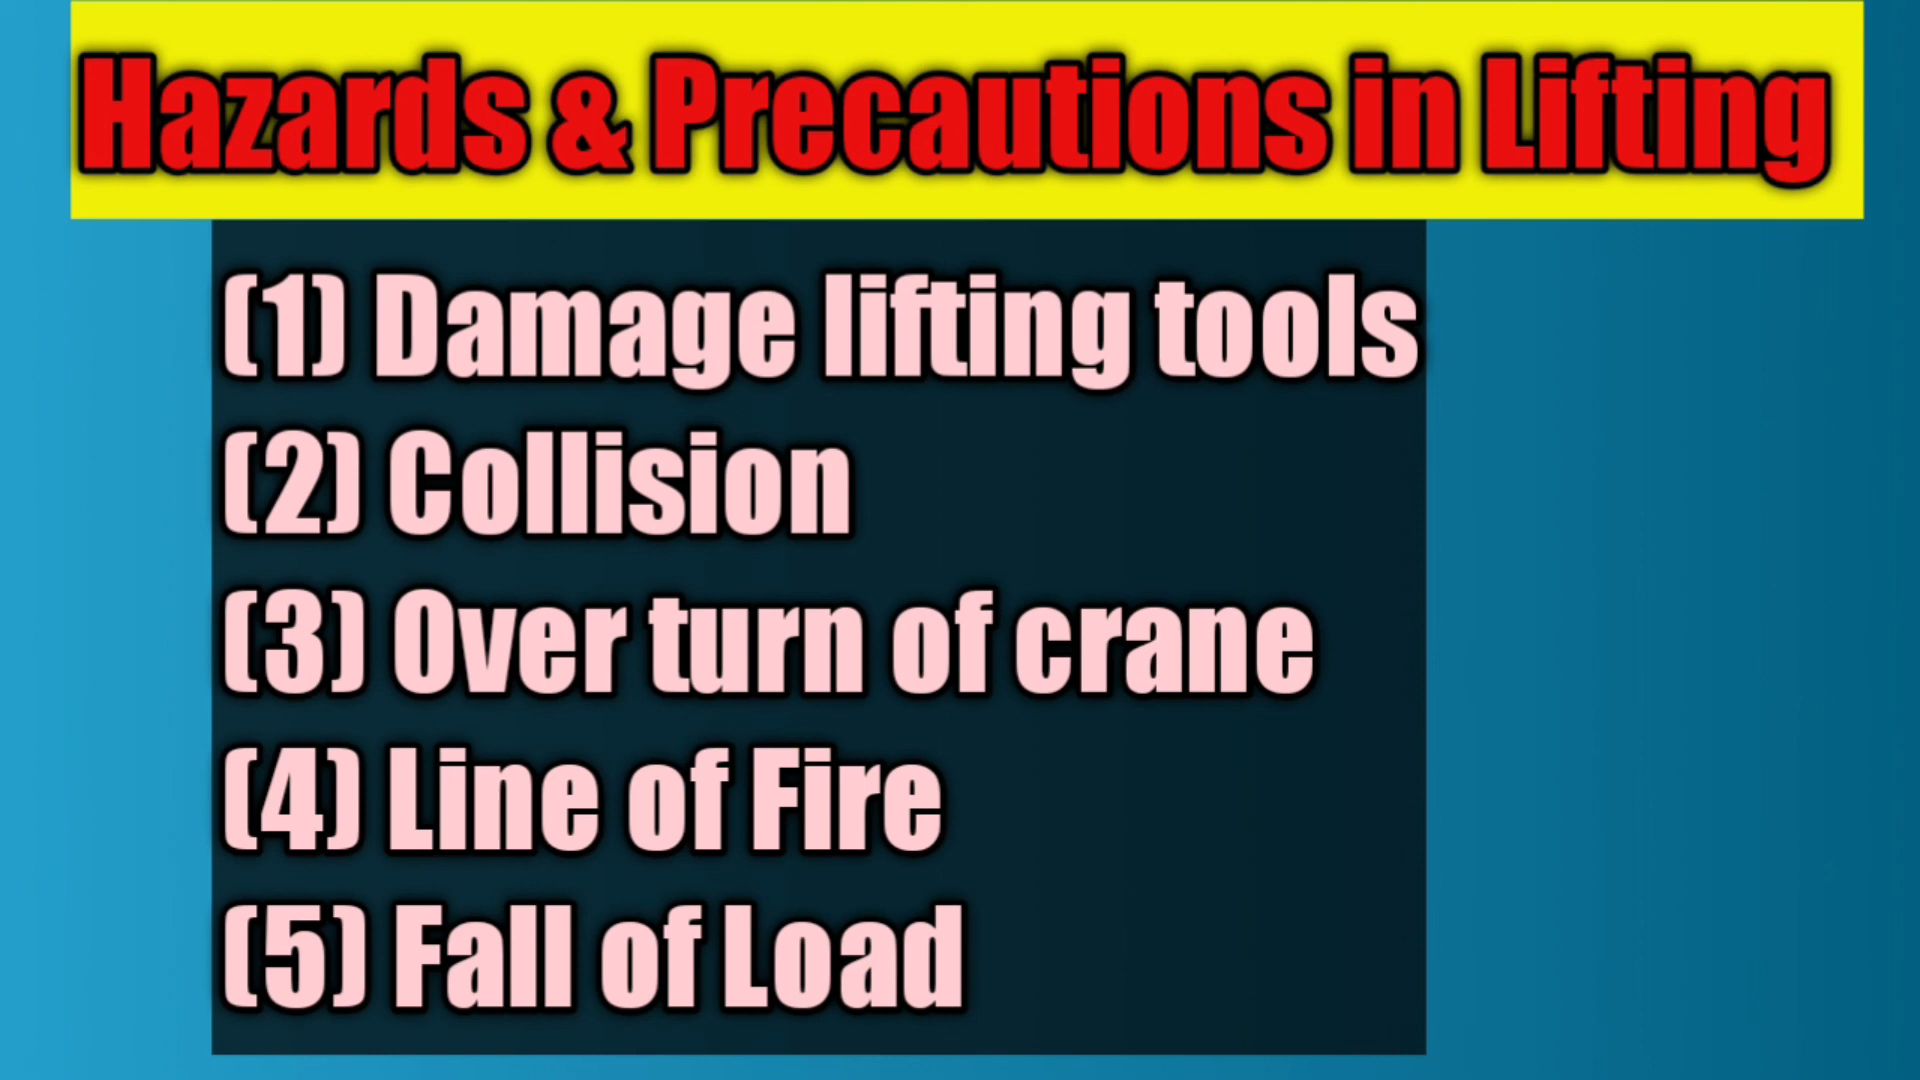 Hazards & Precautions in Lifting
(1) Damage lifting tools
(2) Collision
(3) Over turn of crane
(4) Line of Fire
(5) Fall of Load